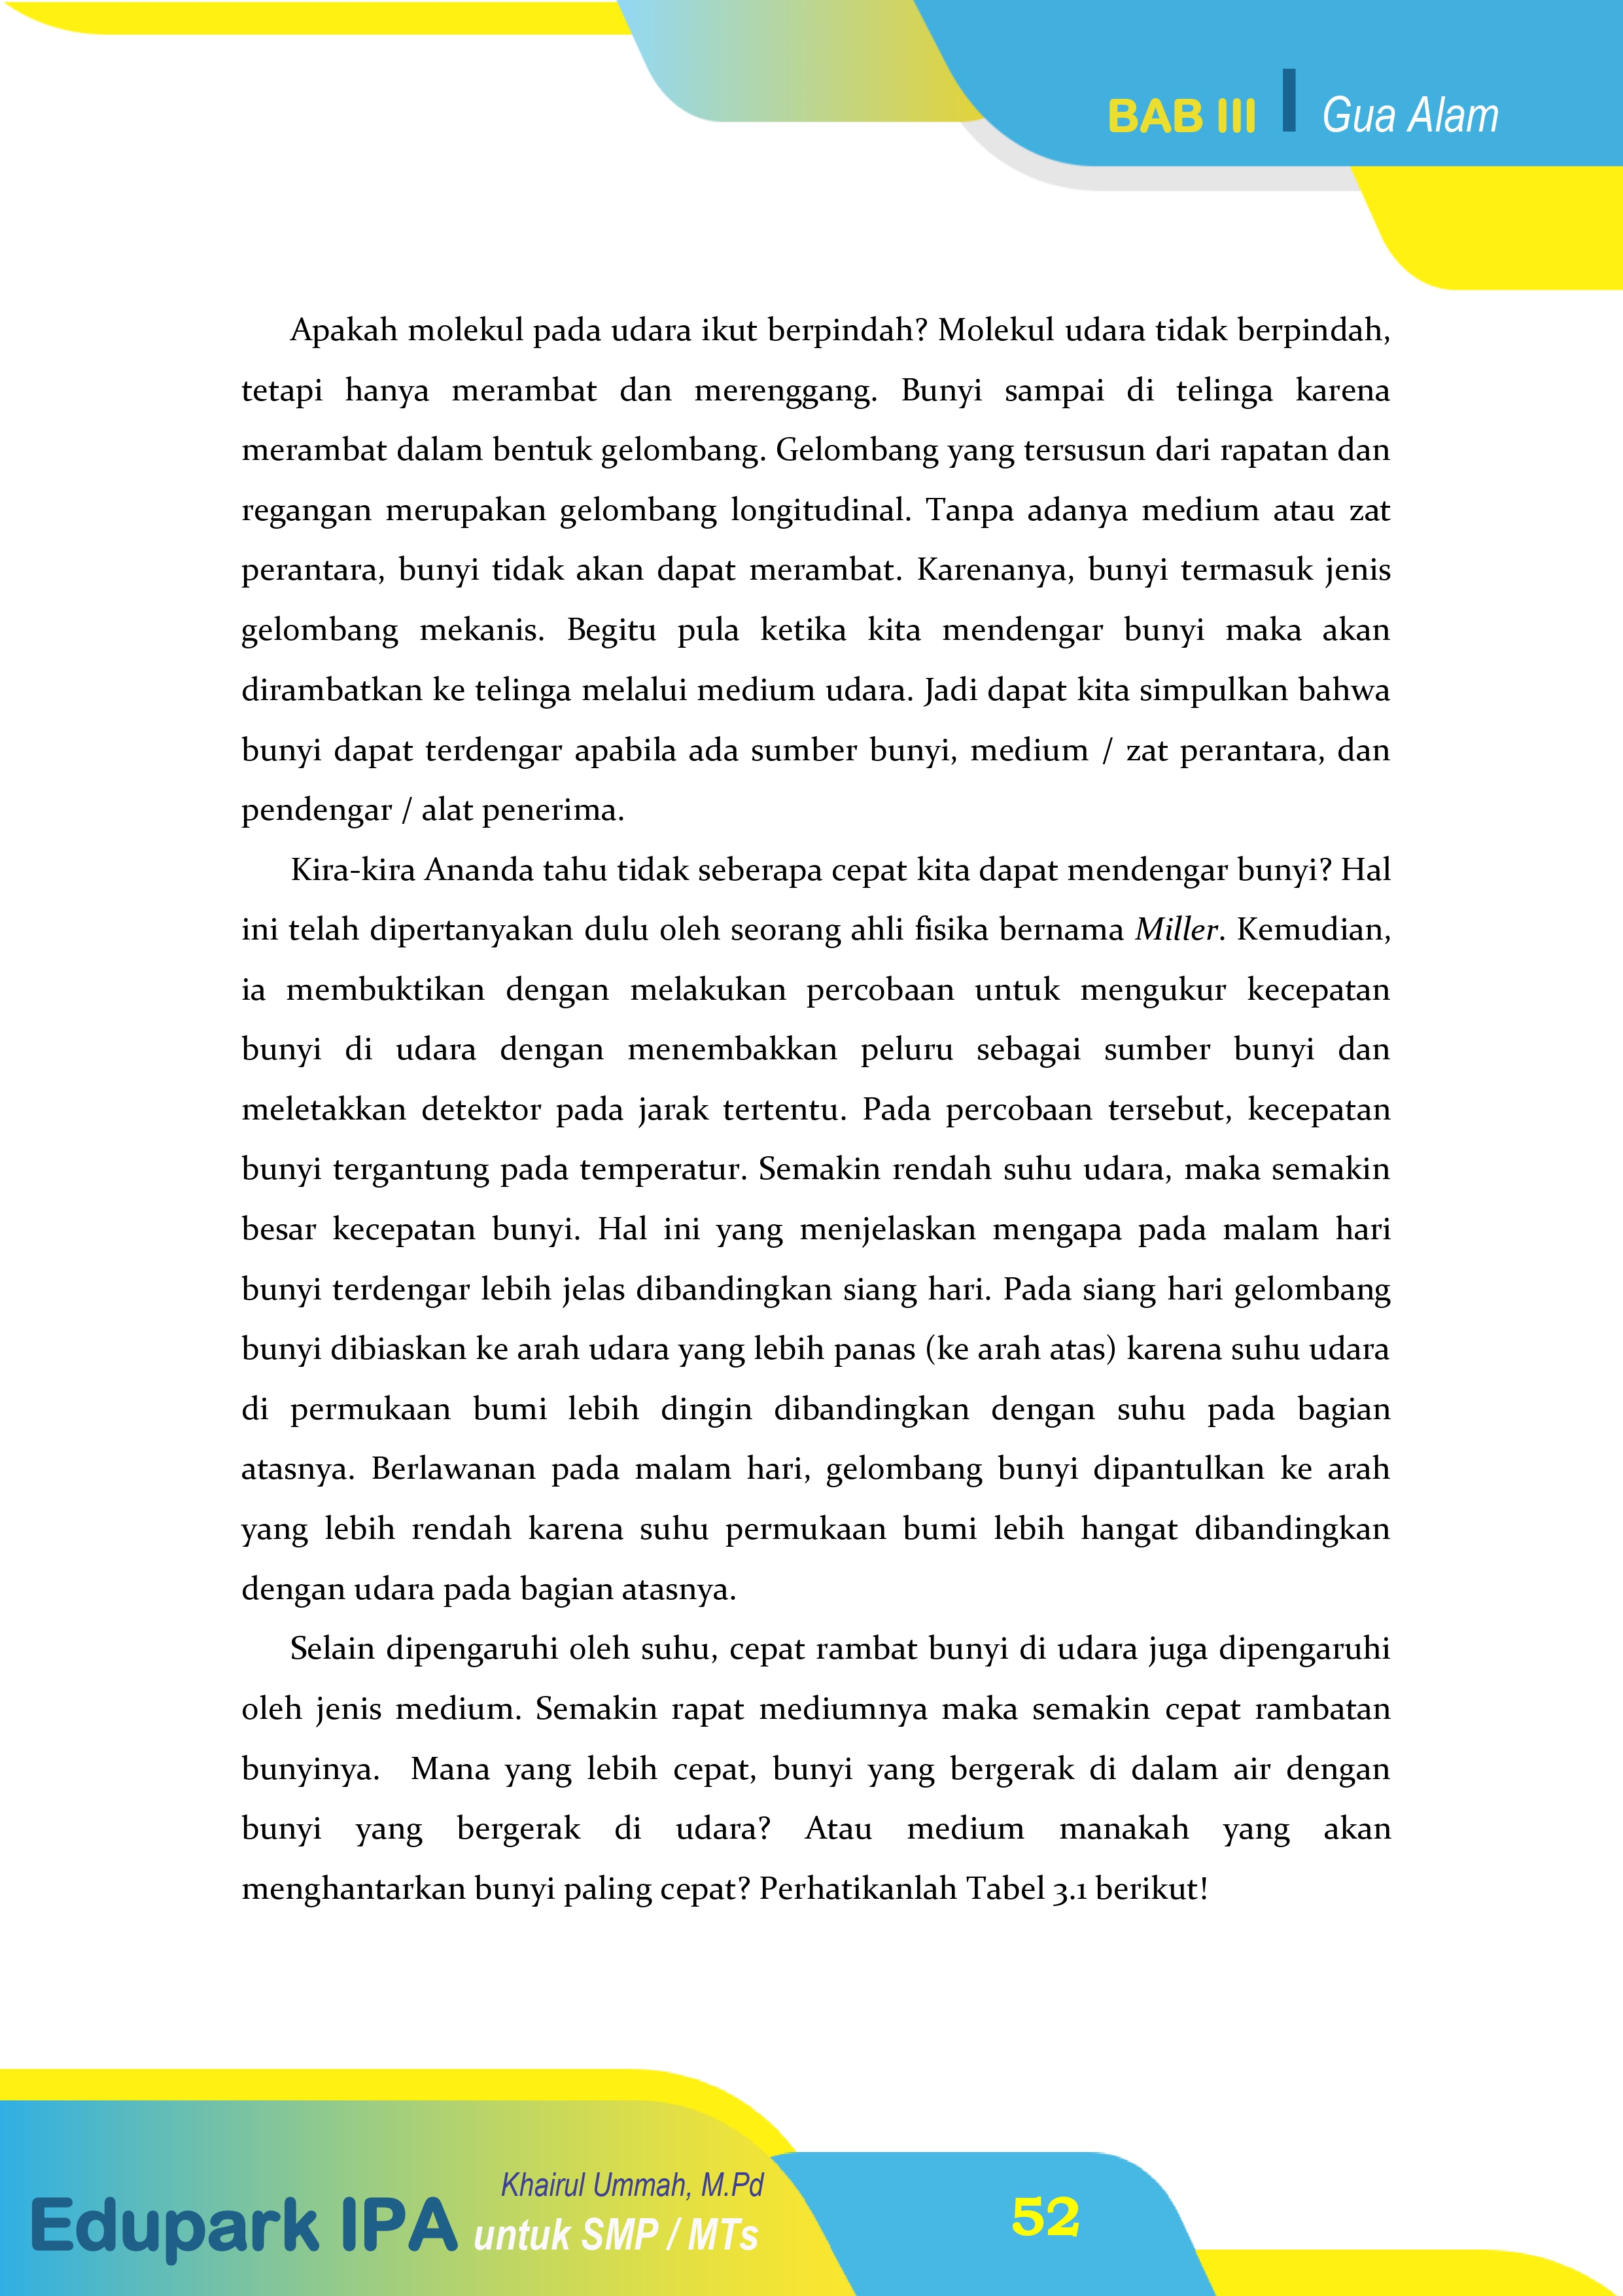 BAB III | Gua Alam
Apakah molekul pada udara ikut berpindah? Molekul udara tidak berpindah,
tetapi hanya merambat dan merenggang. Bunyi sampai di telinga karena
merambat dalam bentuk gelombang. Gelombang yang tersusun dari rapatan dan
regangan merupakan gelombang longitudinal. Tanpa adanya medium atau zat
perantara, bunyi tidak akan dapat merambat. Karenanya, bunyi termasuk jenis
gelombang mekanis. Begitu pula ketika kita mendengar bunyi maka akan
dirambatkan ke telinga melalui medium udara. Jadi dapat kita simpulkan bahwa
bunyi dapat terdengar apabila ada sumber bunyi, medium / zat perantara, dan
pendengar / alat penerima.
Kira-kira Ananda tahu tidak seberapa cepat kita dapat mendengar bunyi? Hal
ini telah dipertanyakan dulu oleh seorang ahli fisika bernama Miller. Kemudian,
ia membuktikan dengan melakukan percobaan untuk mengukur kecepatan
bunyi di udara dengan menembakkan peluru sebagai sumber bunyi dan
meletakkan detektor pada jarak tertentu. Pada percobaan tersebut, kecepatan
bunyi tergantung pada temperatur. Semakin rendah suhu udara, maka semakin
besar kecepatan bunyi. Hal ini yang menjelaskan mengapa pada malam hari
bunyi terdengar lebih jelas dibandingkan siang hari. Pada siang hari gelombang
bunyi dibiaskan ke arah udara yang lebih panas (ke arah atas) karena suhu udara
di permukaan bumi lebih dingin dibandingkan dengan suhu pada bagian
atasnya. Berlawanan pada malam hari, gelombang bunyi dipantulkan ke arah
yang lebih rendah karena suhu permukaan bumi lebih hangat dibandingkan
dengan udara pada bagian atasnya.
Selain dipengaruhi oleh suhu, cepat rambat bunyi di udara juga dipengaruhi
oleh jenis medium. Semakin rapat mediumnya maka semakin cepat rambatan
bunyinya. Mana yang lebih cepat, bunyi yang bergerak di dalam air dengan
bunyi yang bergerak di udara? Atau medium manakah yang akan
menghantarkan bunyi paling cepat? Perhatikanlah Tabel 3.1 berikut!
Khairul Ummah, M.Pd
Edupark IPA untuk SMP / MTs
52